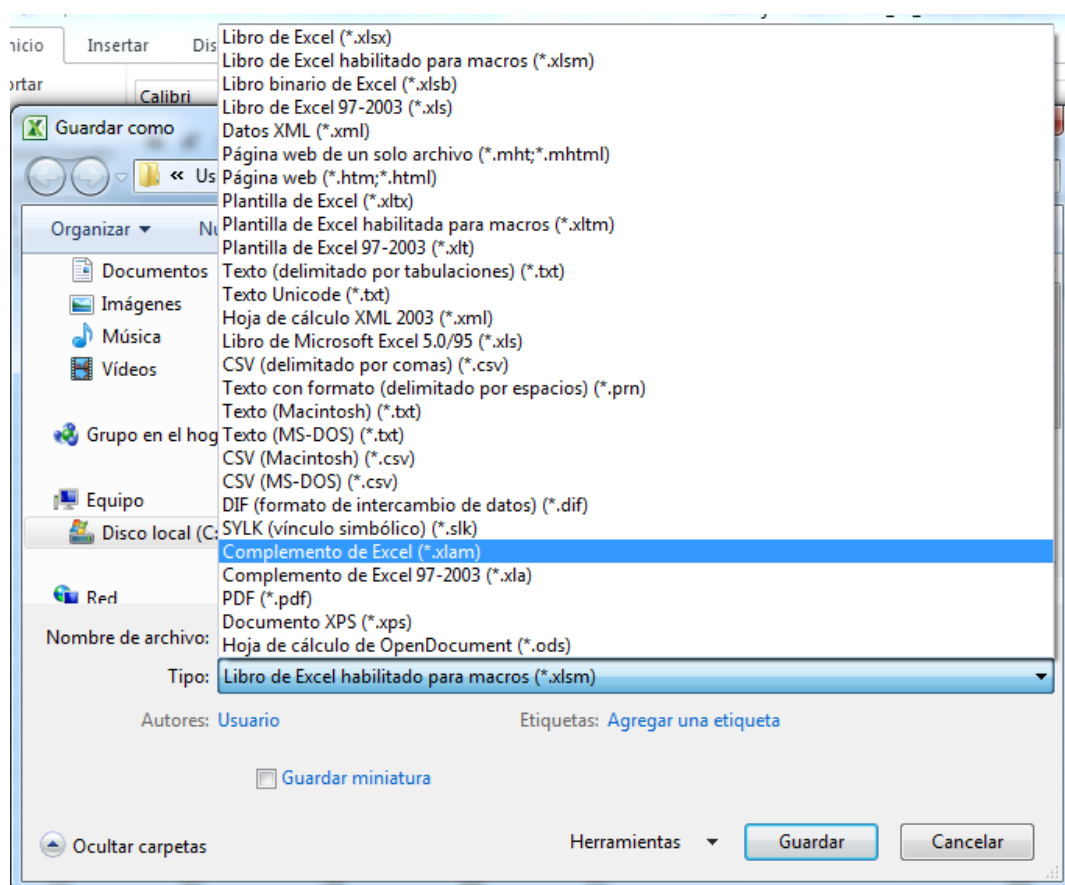 Insertar
Calibri
Guardar como
Organizar
Documentos
Imágenes
Música
Vídeos
Grupo en el
Equipo
Disco local (C:
Red
Libro de Excel (*.xlsx)
Libro de Excel habilitado para macros (*.xlsm)
Libro binario de Excel (*.xlsb)
Libro de Excel 97-2003 (*.xls)
Datos XML (*.xml)
Página web de un solo archivo (*.mht;*.mhtml)
Página web (*.htm;*.html)
Plantilla de Excel (*.xltx)
Plantilla de Excel habilitada para macros (*.xltm)
Plantilla de Excel 97-2003 (*.xlt)
Texto (delimitado por tabulaciones) (*.txt)
Texto Unicode (*.txt)
Hoja de cálculo XML 2003 (*.xml)
Libro de Microsoft Excel 5.0/95 (*.xls)
CSV (delimitado por comas) (*.csv)
Texto con formato (delimitado por espacios) (*.prn)
Texto (Macintosh) (*.txt)
Texto (MS-DOS) (*.txt)
CSV (Macintosh) (*.csv)
CSV (MS-DOS) (*.csv)
DIF (formato de intercambio de datos) (*.dif)
SYLK (vínculo simbólico) (*.slk)
Complemento de Excel (*.xlam)
Complemento de Excel 97-2003 (*.xla)
PDF (*.pdf)
Documento XPS (*.xps)
Hoja de cálculo de OpenDocument (*.ods)
Nombre de archivo:
Tipo: Libro de Excel habilitado para macros (*.xlsm)
Autores: Usuario Etiquetas: Agregar una etiqueta
Guardar miniatura
Ocultar carpetas Herramientas Guardar Cancelar